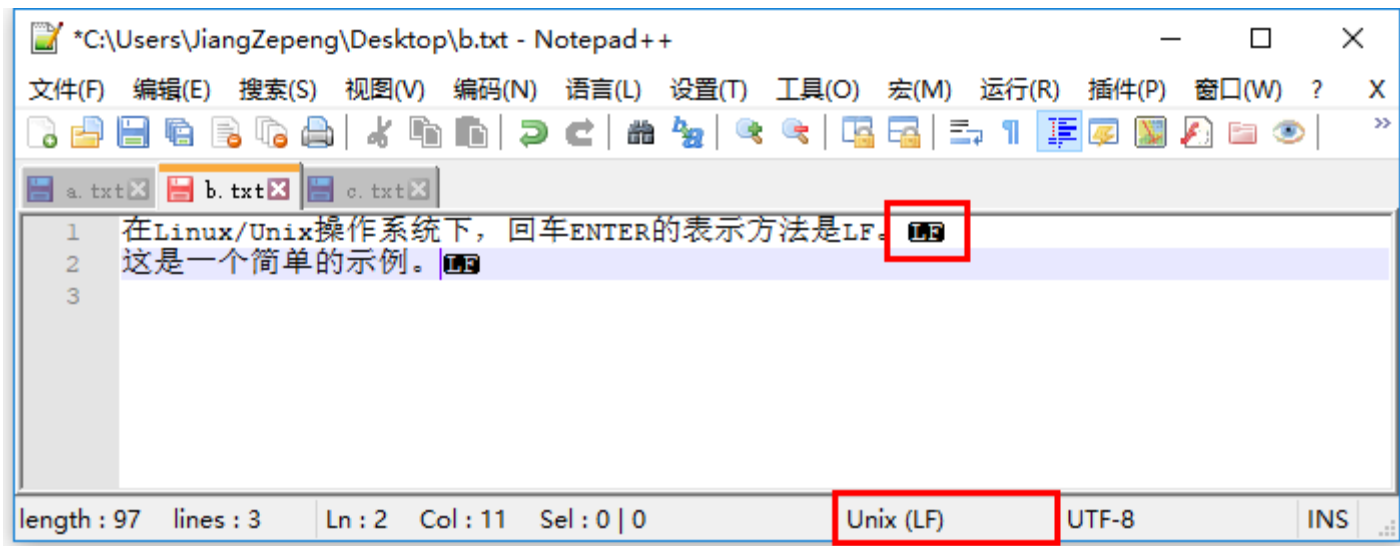 *C:\Users\JiangZepeng\Desktop\b.txt - Notepad++
文件(F) 编辑(E) 搜索(S) 视图(V) 编码(N) 语言(L) 设置(T) 工具(O) 宏(M) 运行(R) 插件(P) 窗口(W) ? X
a.txt b.txt c.txt
1 在Linux/Unix操作系统下，回车ENTER的表示方法是LF。LF
2 这是一个简单的示例。LF
3
length : 97 lines : 3 Ln : 2 Col : 11 Sel : 0 | 0 Unix (LF) UTF-8 INS